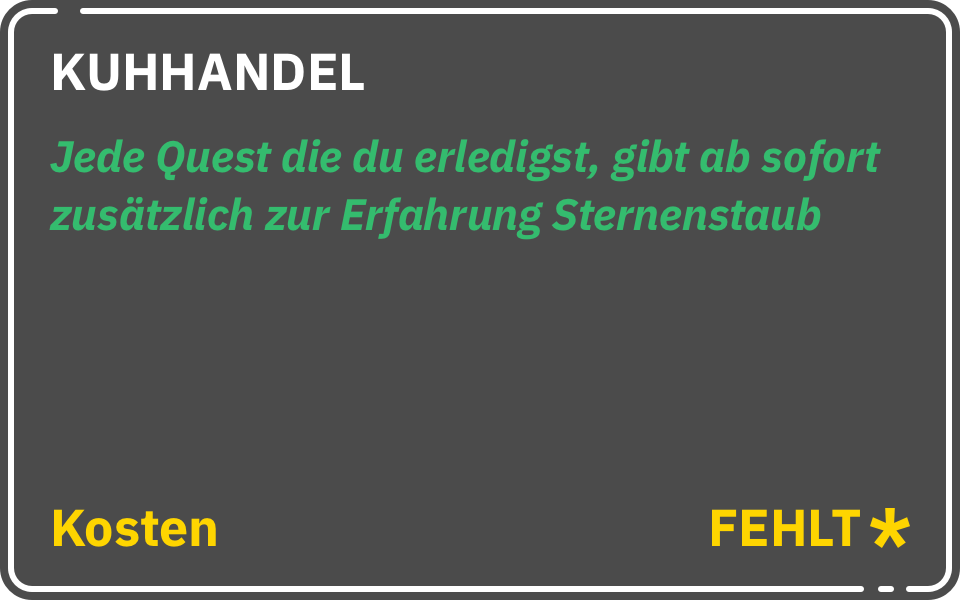 KUHHANDEL
Jede Quest die du erledigst, gibt ab sofort
zusätzlich zur Erfahrung Sternenstaub
Kosten FEHLT*